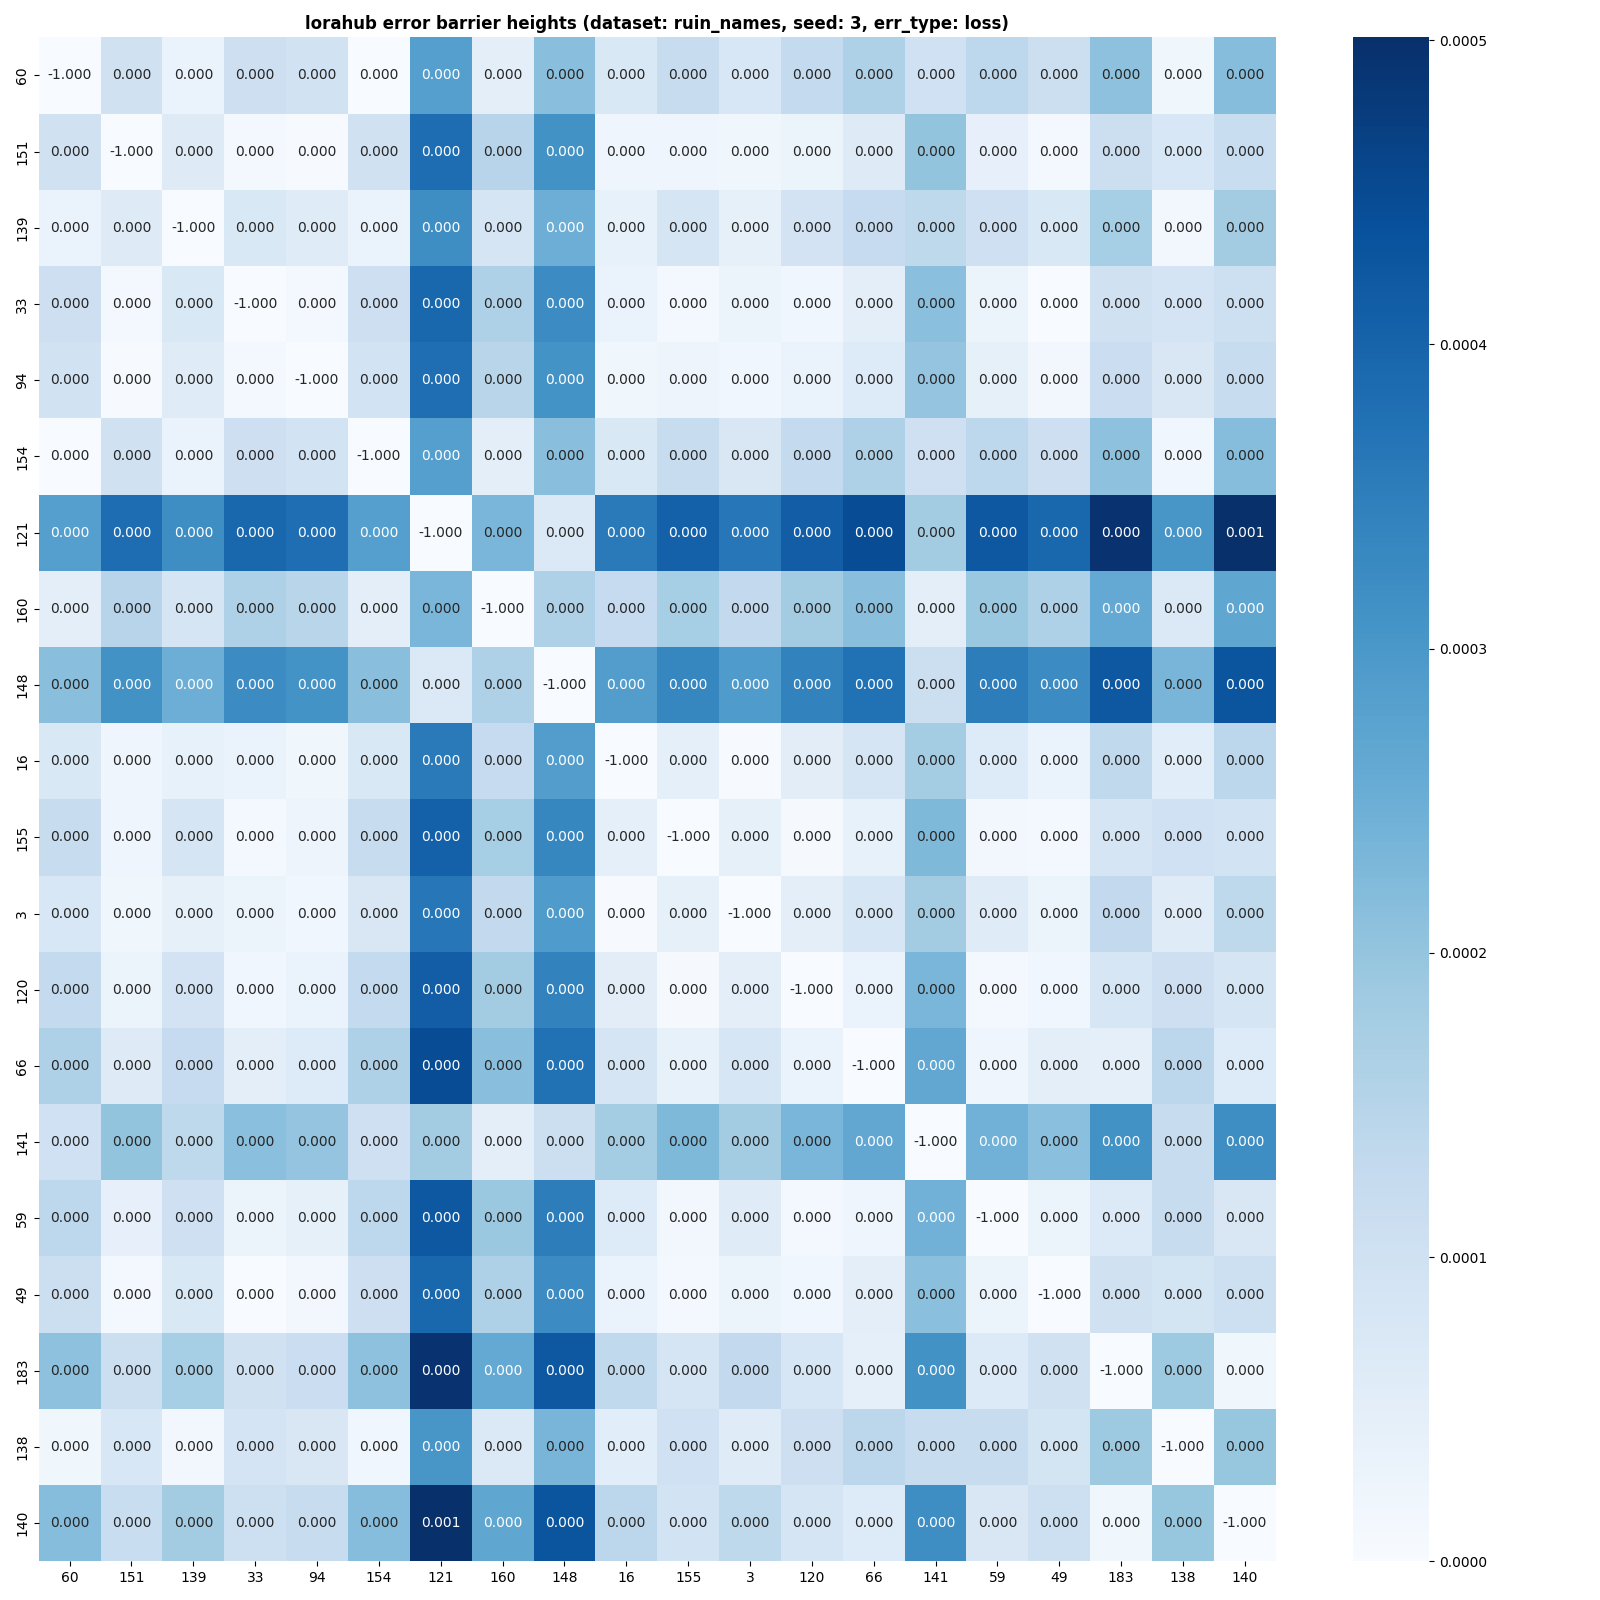 lorahub error barrier heights (dataset: ruin_names, seed: 3, err_type: loss)
60 -1.000 0.000 0.000 0.000 0.000 0.000 0.000 0.000 0.000 0.000 0.000 0.000 0.000 0.000 0.000 0.000 0.000 0.000 0.000 0.000
151 0.000 -1.000 0.000 0.000 0.000 0.000 0.000 0.000 0.000 0.000 0.000 0.000 0.000 0.000 0.000 0.000 0.000 0.000 0.000 0.000
139 0.000 0.000 -1.000 0.000 0.000 0.000 0.000 0.000 0.000 0.000 0.000 0.000 0.000 0.000 0.000 0.000 0.000 0.000 0.000 0.000
33 0.000 0.000 0.000 -1.000 0.000 0.000 0.000 0.000 0.000 0.000 0.000 0.000 0.000 0.000 0.000 0.000 0.000 0.000 0.000 0.000
94 0.000 0.000 0.000 0.000 -1.000 0.000 0.000 0.000 0.000 0.000 0.000 0.000 0.000 0.000 0.000 0.000 0.000 0.000 0.000 0.000
154 0.000 0.000 0.000 0.000 0.000 -1.000 0.000 0.000 0.000 0.000 0.000 0.000 0.000 0.000 0.000 0.000 0.000 0.000 0.000 0.000
121 0.000 0.000 0.000 0.000 0.000 0.000 -1.000 0.000 0.000 0.000 0.000 0.000 0.000 0.000 0.000 0.000 0.000 0.000 0.000 0.001
160 0.000 0.000 0.000 0.000 0.000 0.000 0.000 -1.000 0.000 0.000 0.000 0.000 0.000 0.000 0.000 0.000 0.000 0.000 0.000 0.000
148 0.000 0.000 0.000 0.000 0.000 0.000 0.000 0.000 -1.000 0.000 0.000 0.000 0.000 0.000 0.000 0.000 0.000 0.000 0.000 0.000
16 0.000 0.000 0.000 0.000 0.000 0.000 0.000 0.000 0.000 -1.000 0.000 0.000 0.000 0.000 0.000 0.000 0.000 0.000 0.000 0.000
155 0.000 0.000 0.000 0.000 0.000 0.000 0.000 0.000 0.000 0.000 -1.000 0.000 0.000 0.000 0.000 0.000 0.000 0.000 0.000 0.000
3 0.000 0.000 0.000 0.000 0.000 0.000 0.000 0.000 0.000 0.000 0.000 -1.000 0.000 0.000 0.000 0.000 0.000 0.000 0.000 0.000
120 0.000 0.000 0.000 0.000 0.000 0.000 0.000 0.000 0.000 0.000 0.000 0.000 -1.000 0.000 0.000 0.000 0.000 0.000 0.000 0.000
66 0.000 0.000 0.000 0.000 0.000 0.000 0.000 0.000 0.000 0.000 0.000 0.000 0.000 -1.000 0.000 0.000 0.000 0.000 0.000 0.000
141 0.000 0.000 0.000 0.000 0.000 0.000 0.000 0.000 0.000 0.000 0.000 0.000 0.000 0.000 -1.000 0.000 0.000 0.000 0.000 0.000
59 0.000 0.000 0.000 0.000 0.000 0.000 0.000 0.000 0.000 0.000 0.000 0.000 0.000 0.000 0.000 -1.000 0.000 0.000 0.000 0.000
49 0.000 0.000 0.000 0.000 0.000 0.000 0.000 0.000 0.000 0.000 0.000 0.000 0.000 0.000 0.000 0.000 -1.000 0.000 0.000 0.000
183 0.000 0.000 0.000 0.000 0.000 0.000 0.000 0.000 0.000 0.000 0.000 0.000 0.000 0.000 0.000 0.000 0.000 -1.000 0.000 0.000
138 0.000 0.000 0.000 0.000 0.000 0.000 0.000 0.000 0.000 0.000 0.000 0.000 0.000 0.000 0.000 0.000 0.000 0.000 -1.000 0.000
140 0.000 0.000 0.000 0.000 0.000 0.000 0.001 0.000 0.000 0.000 0.000 0.000 0.000 0.000 0.000 0.000 0.000 0.000 0.000 -1.000
60 151 139 33 94 154 121 160 148 16 155 3 120 66 141 59 49 183 138 140
0.0005
0.0004
0.0003
0.0002
0.0001
0.0000